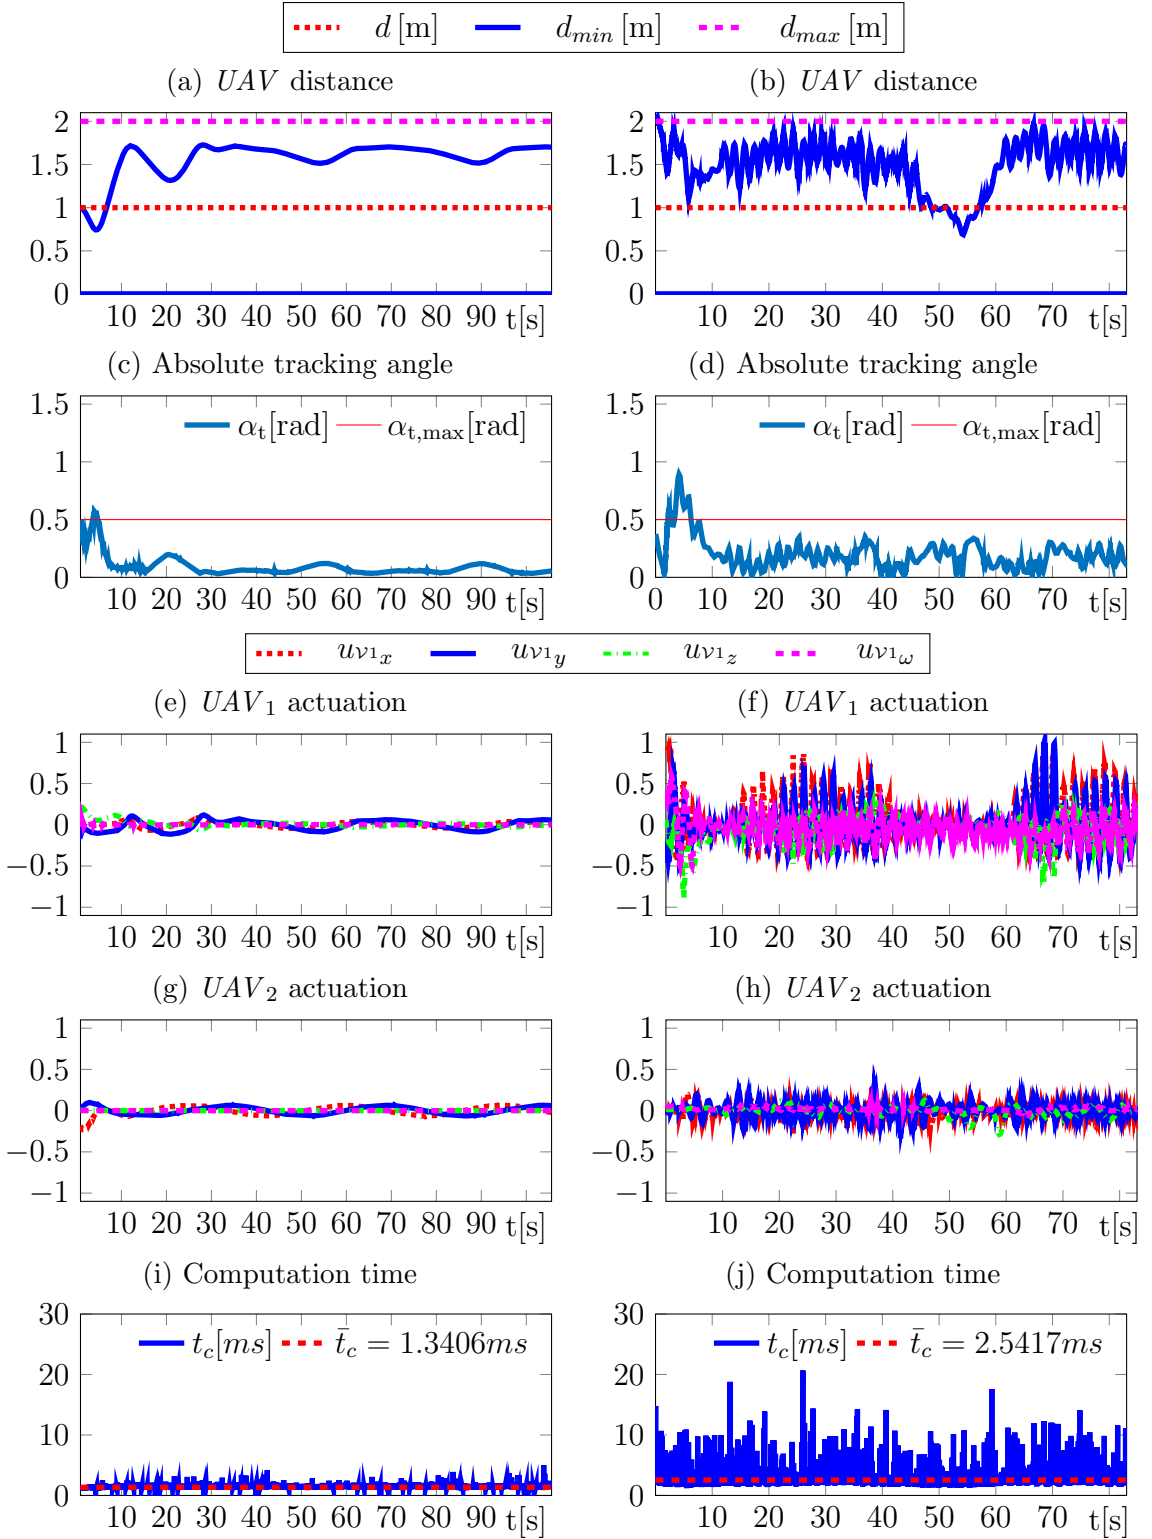 d [m] d_min [m] d_max [m]
(a) UAV distance
(b) UAV distance
2
1.5
1
0.5
0
10 20 30 40 50 60 70 80 90 t[s]
2
1.5
1
0.5
0
10 20 30 40 50 60 70 t[s]
(c) Absolute tracking angle
(d) Absolute tracking angle
1.5
1
0.5
0
α_t[rad] α_t,max[rad]
10 20 30 40 50 60 70 80 90 t[s]
1.5
1
0.5
0
α_t[rad] α_t,max[rad]
0 10 20 30 40 50 60 70 t[s]
u_ν1_x u_ν1_y u_ν1_z u_ν1_ω
(e) UAV_1 actuation
(f) UAV_1 actuation
1
0.5
0
−0.5
−1
10 20 30 40 50 60 70 80 90 t[s]
1
0.5
0
−0.5
−1
10 20 30 40 50 60 70 t[s]
(g) UAV_2 actuation
(h) UAV_2 actuation
1
0.5
0
−0.5
−1
10 20 30 40 50 60 70 80 90 t[s]
1
0.5
0
−0.5
−1
10 20 30 40 50 60 70 t[s]
(i) Computation time
(j) Computation time
30
20
10
0
t_c[ms] t̄_c = 1.3406ms
10 20 30 40 50 60 70 80 90 t[s]
30
20
10
0
t_c[ms] t̄_c = 2.5417ms
10 20 30 40 50 60 70 t[s]